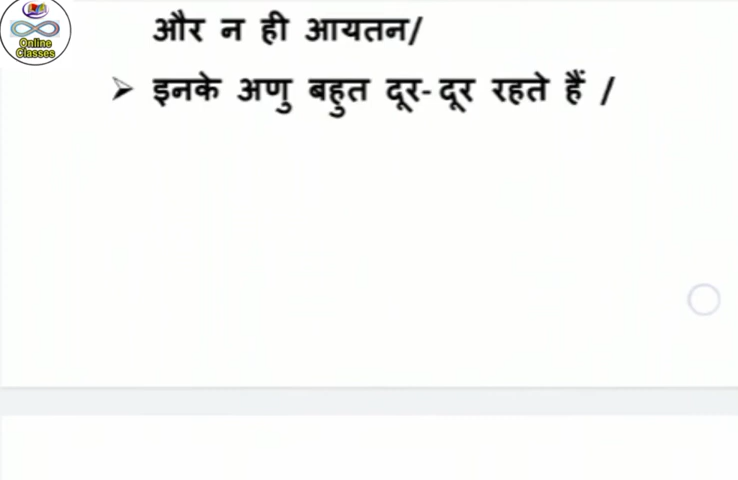 Online
Classes
और न ही आयतन/
➢ इनके अणु बहुत दूर-दूर रहते हैं /